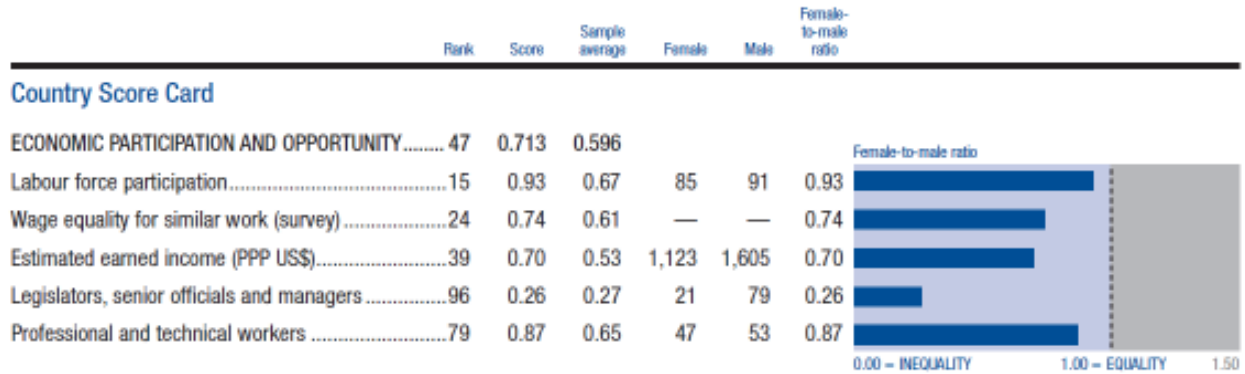 Rank Score Sample average Female Male Female-to-male ratio
Country Score Card
ECONOMIC PARTICIPATION AND OPPORTUNITY........ 47 0.713 0.596
Female-to-male ratio
Labour force participation..........................................15 0.93 0.67 85 91 0.93
Wage equality for similar work (survey)....................24 0.74 0.61 — — 0.74
Estimated earned income (PPP US$).........................39 0.70 0.53 1,123 1,605 0.70
Legislators, senior officials and managers................96 0.26 0.27 21 79 0.26
Professional and technical workers ..........................79 0.87 0.65 47 53 0.87
0.00 = INEQUALITY 1.00 = EQUALITY 1.50